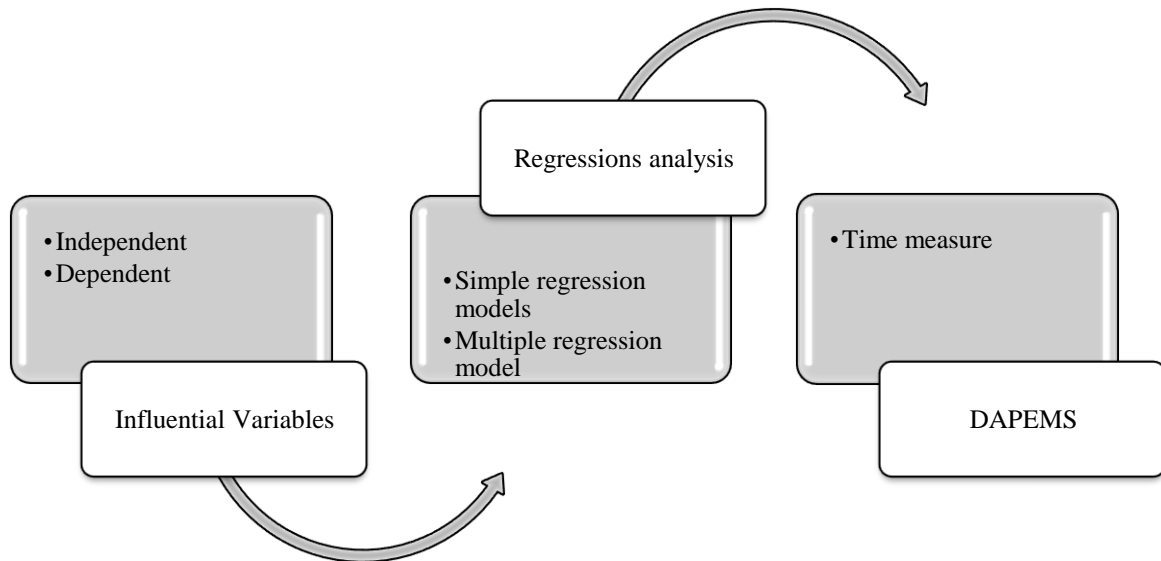 •Independent
•Dependent
Influential Variables
Regressions analysis
•Simple regression
models
•Multiple regression
model
•Time measure
DAPEMS